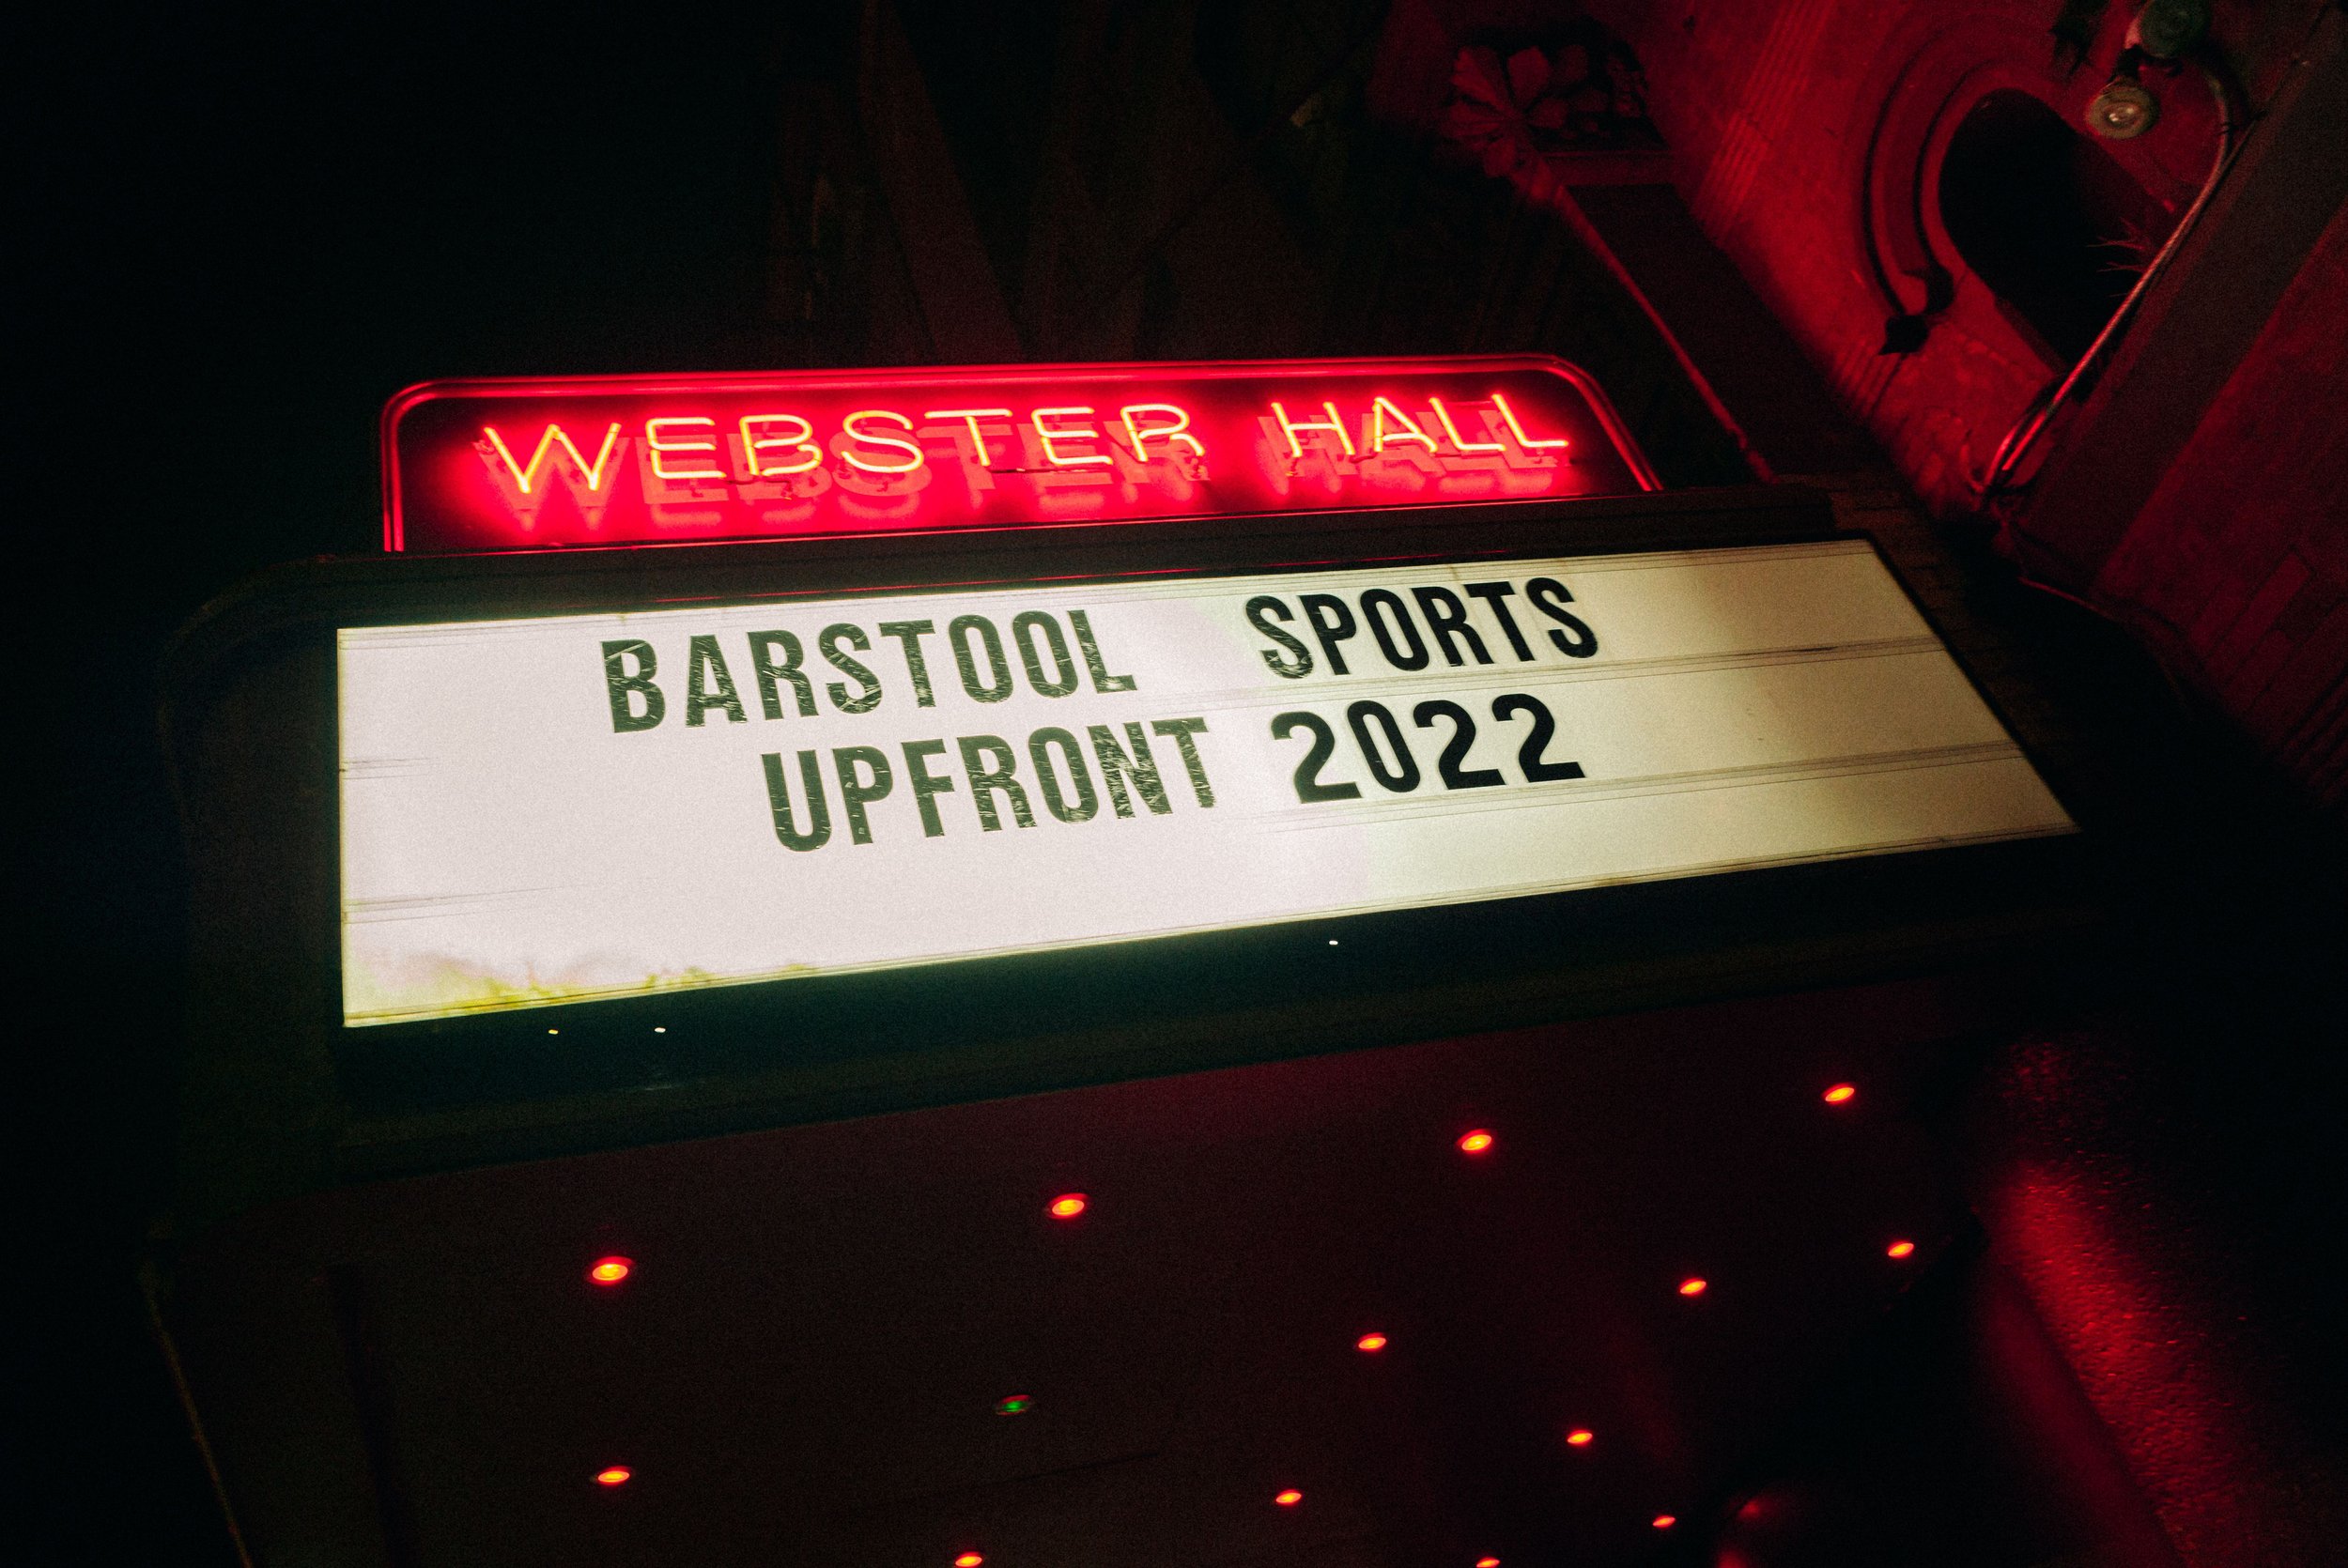 WEBSTER HALL
BARSTOOL SPORTS
UPFRONT 2022